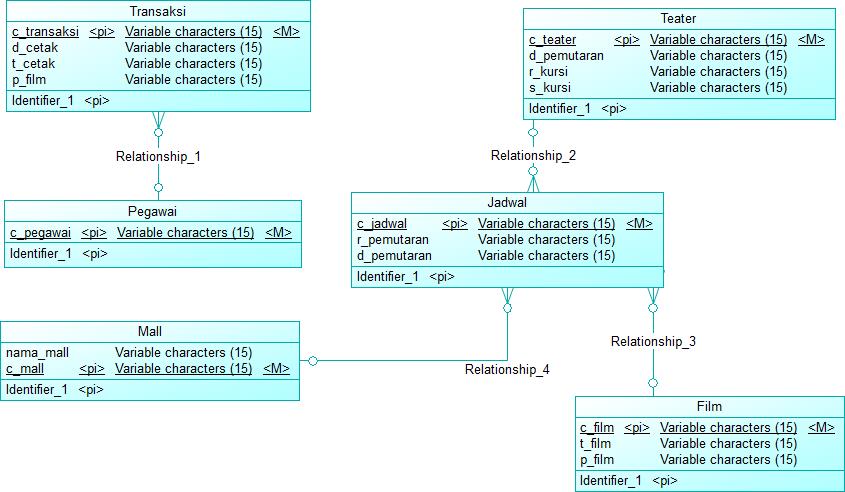 Transaksi
c_transaksi <pi> Variable characters (15) <M>
d_cetak Variable characters (15)
t_cetak Variable characters (15)
p_film Variable characters (15)
Identifier_1 <pi>
Teater
c_teater <pi> Variable characters (15) <M>
d_pemutaran Variable characters (15)
r_kursi Variable characters (15)
s_kursi Variable characters (15)
Identifier_1 <pi>
Relationship_1
Relationship_2
Pegawai
c_pegawai <pi> Variable characters (15) <M>
Identifier_1 <pi>
Jadwal
c_jadwal <pi> Variable characters (15) <M>
r_pemutaran Variable characters (15)
d_pemutaran Variable characters (15)
Identifier_1 <pi>
Mall
nama_mall Variable characters (15)
c_mall <pi> Variable characters (15) <M>
Identifier_1 <pi>
Relationship_3
Relationship_4
Film
c_film <pi> Variable characters (15) <M>
t_film Variable characters (15)
p_film Variable characters (15)
Identifier_1 <pi>